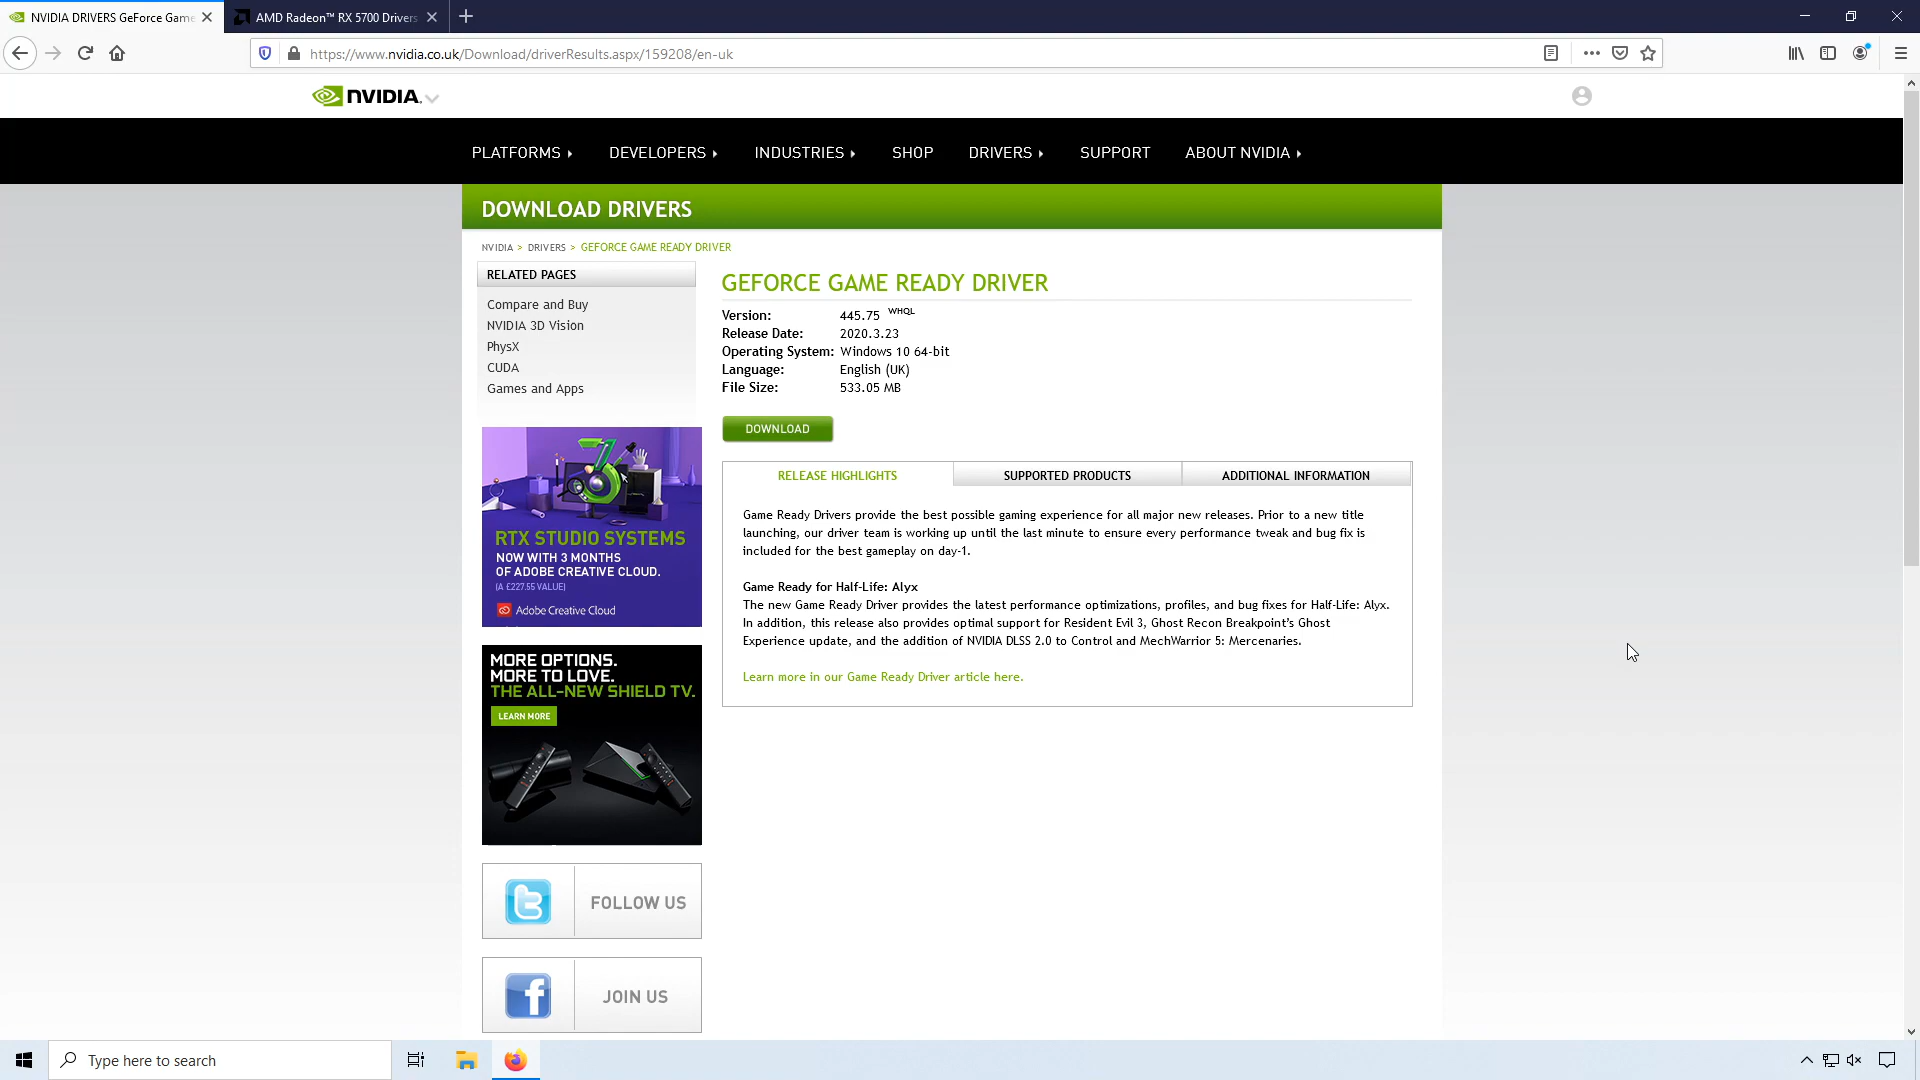 NVIDIA DRIVERS GeForce Game
AMD Radeon™ RX 5700 Drivers
https://www.nvidia.co.uk/Download/driverResults.aspx/159208/en-uk
NVIDIA.
PLATFORMS
DEVELOPERS
INDUSTRIES
SHOP
DRIVERS
SUPPORT
ABOUT NVIDIA
DOWNLOAD DRIVERS
NVIDIA > DRIVERS > GEFORCE GAME READY DRIVER
RELATED PAGES
Compare and Buy
NVIDIA 3D Vision
PhysX
CUDA
Games and Apps
RTX STUDIO SYSTEMS
NOW WITH 3 MONTHS
OF ADOBE CREATIVE CLOUD.
(A £227.55 VALUE)
Adobe Creative Cloud
MORE OPTIONS.
MORE TO LOVE.
THE ALL-NEW SHIELD TV.
LEARN MORE
FOLLOW US
JOIN US
GEFORCE GAME READY DRIVER
Version: 445.75 WHQL
Release Date: 2020.3.23
Operating System: Windows 10 64-bit
Language: English (UK)
File Size: 533.05 MB
DOWNLOAD
RELEASE HIGHLIGHTS
SUPPORTED PRODUCTS
ADDITIONAL INFORMATION
Game Ready Drivers provide the best possible gaming experience for all major new releases. Prior to a new title
launching, our driver team is working up until the last minute to ensure every performance tweak and bug fix is
included for the best gameplay on day-1.
Game Ready for Half-Life: Alyx
The new Game Ready Driver provides the latest performance optimizations, profiles, and bug fixes for Half-Life: Alyx.
In addition, this release also provides optimal support for Resident Evil 3, Ghost Recon Breakpoint's Ghost
Experience update, and the addition of NVIDIA DLSS 2.0 to Control and MechWarrior 5: Mercenaries.
Learn more in our Game Ready Driver article here.
Type here to search